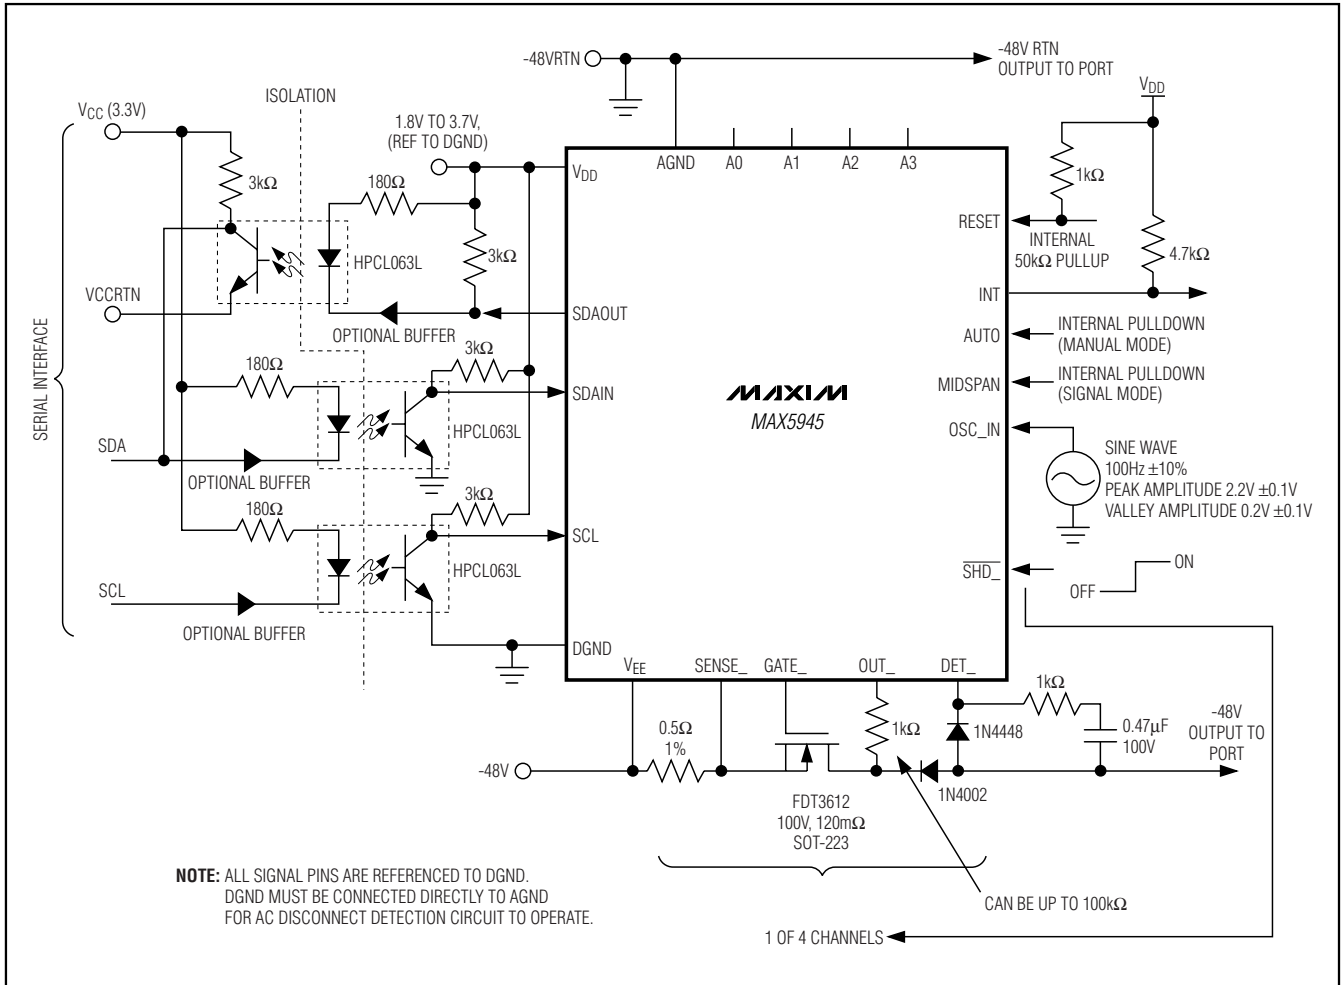 -48VRTN
-48V RTN
OUTPUT TO PORT
ISOLATION
VCC (3.3V)
1.8V TO 3.7V,
(REF TO DGND)
VDD
AGND
A0
A1
A2
A3
VDD
180Ω
3kΩ
1kΩ
RESET
INTERNAL
50kΩ PULLUP
HPCL063L
3kΩ
4.7kΩ
VCCRTN
INT
SDAOUT
OPTIONAL BUFFER
AUTO
INTERNAL PULLDOWN
(MANUAL MODE)
SERIAL INTERFACE
180Ω
3kΩ
MAXIM
MAX5945
SDAIN
MIDSPAN
INTERNAL PULLDOWN
(SIGNAL MODE)
HPCL063L
OSC_IN
SDA
OPTIONAL BUFFER
SINE WAVE
100Hz ±10%
PEAK AMPLITUDE 2.2V ±0.1V
VALLEY AMPLITUDE 0.2V ±0.1V
180Ω
3kΩ
SCL
HPCL063L
SHD_
ON
OFF
SCL
OPTIONAL BUFFER
DGND
VEE
SENSE_
GATE_
OUT_
DET_
1kΩ
0.5Ω
1%
1kΩ
1N4448
0.47µF
100V
-48V
OUTPUT TO
PORT
-48V
1N4002
FDT3612
100V, 120mΩ
SOT-223
NOTE: ALL SIGNAL PINS ARE REFERENCED TO DGND.
DGND MUST BE CONNECTED DIRECTLY TO AGND
FOR AC DISCONNECT DETECTION CIRCUIT TO OPERATE.
CAN BE UP TO 100kΩ
1 OF 4 CHANNELS